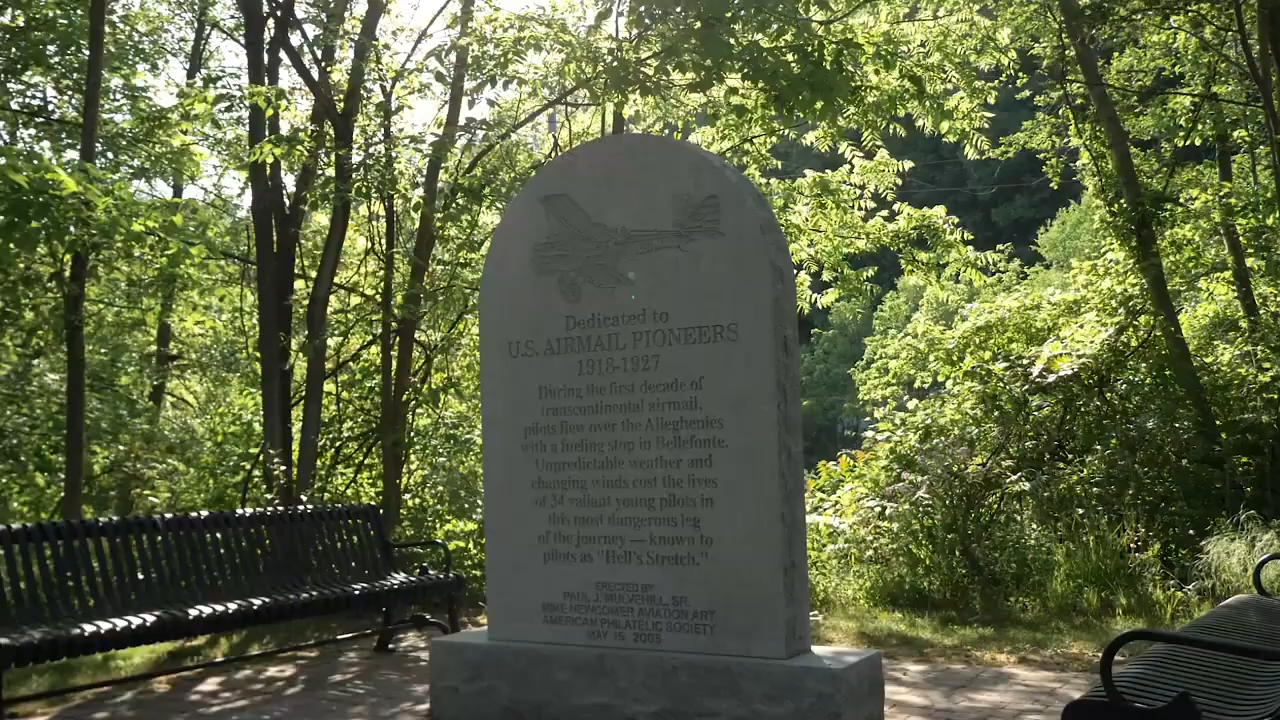 Dedicated to
U.S. AIRMAIL PIONEERS
1918-1927
During the first decade of
transcontinental airmail,
pilots flew over the Alleghenies
with a fueling stop in Bellefonte.
Unpredictable weather and
changing winds cost the lives
of 34 valiant young pilots in
this most dangerous leg
of the journey — known to
pilots as "Hell's Stretch."
ERECTED BY
PAUL J. MULVEHILL, SR.
MIKE NEWCOMER AVIATION ART
AMERICAN PHILATELIC SOCIETY
MAY 15, 2005